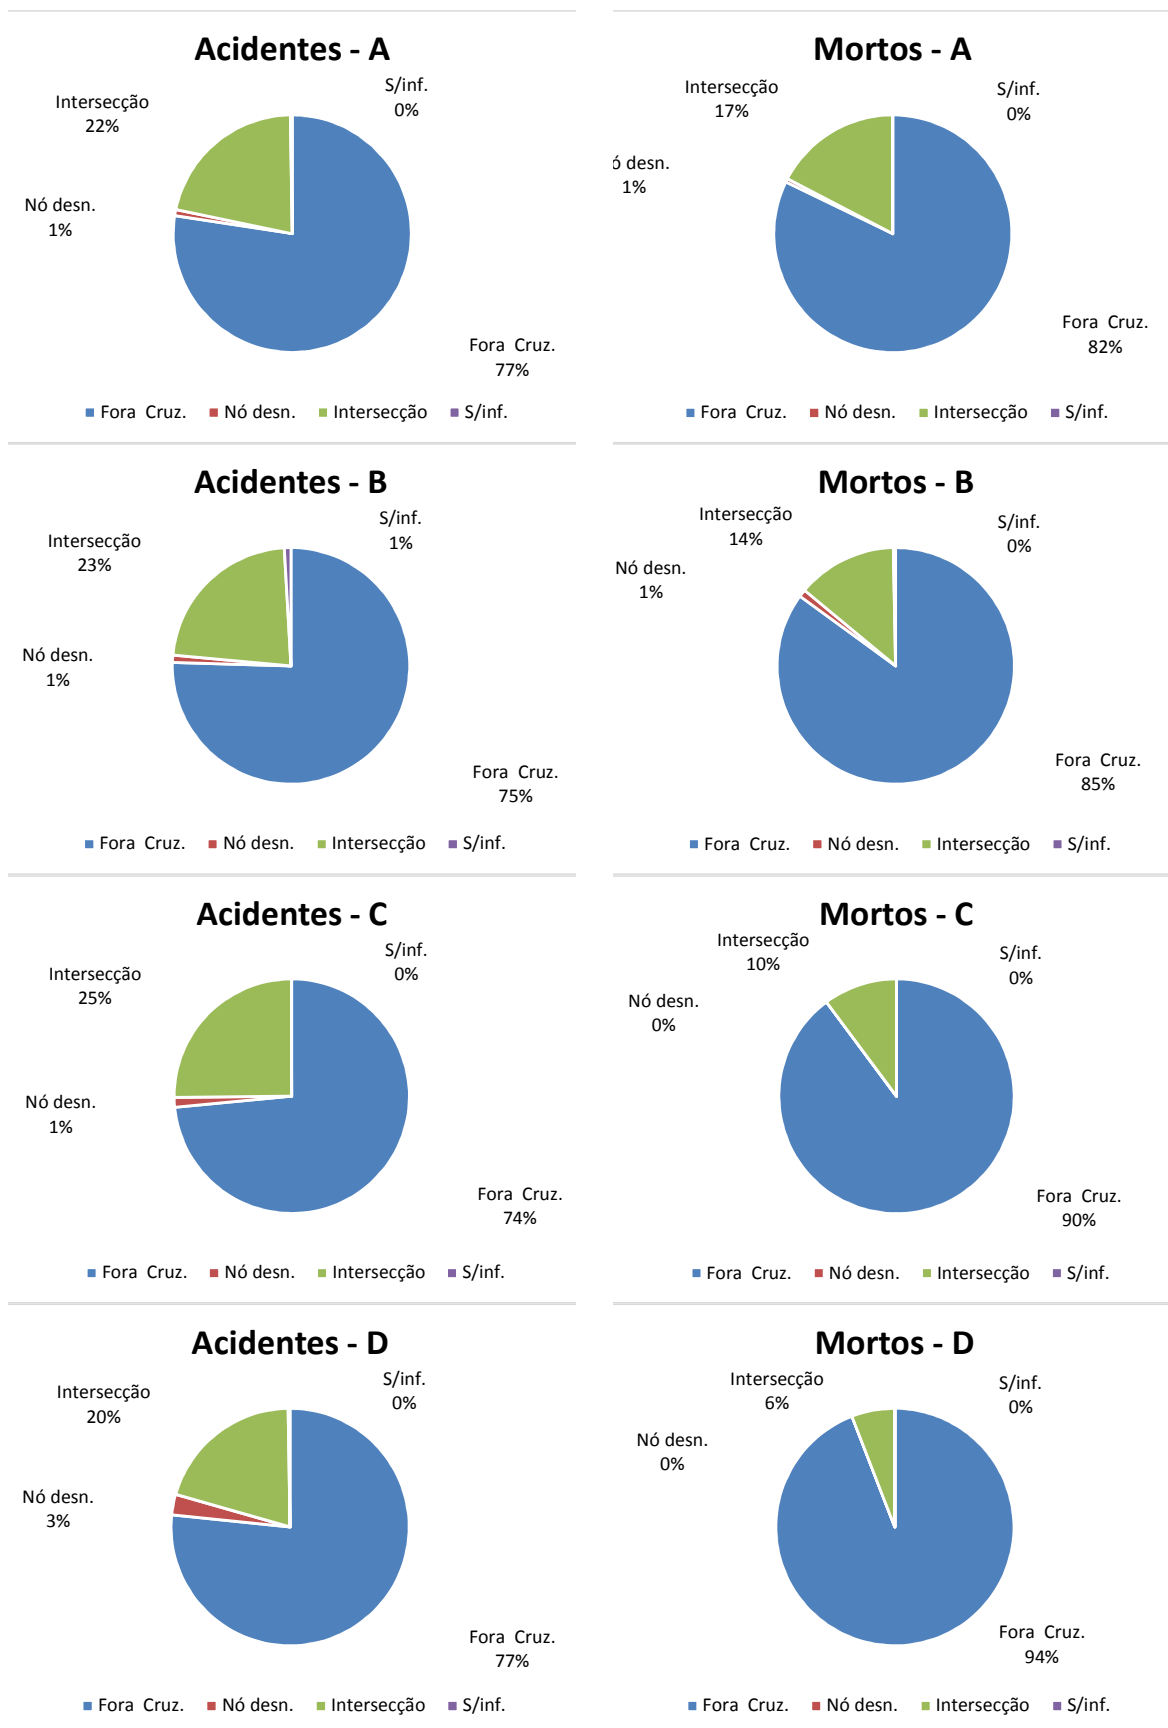 Acidentes - A
S/inf.
0%
Intersecção
22%
Nó desn.
1%
Fora Cruz.
77%
Fora Cruz. Nó desn. Intersecção S/inf.
Mortos - A
Intersecção
17%
S/inf.
0%
ó desn.
1%
Fora Cruz.
82%
Fora Cruz. Nó desn. Intersecção S/inf.
Acidentes - B
S/inf.
1%
Intersecção
23%
Nó desn.
1%
Fora Cruz.
75%
Fora Cruz. Nó desn. Intersecção S/inf.
Mortos - B
Intersecção
14%
S/inf.
0%
Nó desn.
1%
Fora Cruz.
85%
Fora Cruz. Nó desn. Intersecção S/inf.
Acidentes - C
S/inf.
0%
Intersecção
25%
Nó desn.
1%
Fora Cruz.
74%
Fora Cruz. Nó desn. Intersecção S/inf.
Mortos - C
Intersecção
10%
S/inf.
0%
Nó desn.
0%
Fora Cruz.
90%
Fora Cruz. Nó desn. Intersecção S/inf.
Acidentes - D
S/inf.
0%
Intersecção
20%
Nó desn.
3%
Fora Cruz.
77%
Fora Cruz. Nó desn. Intersecção S/inf.
Mortos - D
Intersecção
6%
S/inf.
0%
Nó desn.
0%
Fora Cruz.
94%
Fora Cruz. Nó desn. Intersecção S/inf.